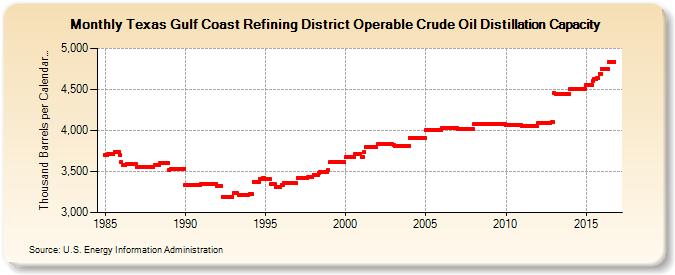 Monthly Texas Gulf Coast Refining District Operable Crude Oil Distillation Capacity
Thousand Barrels per Calendar...
5,000
4,500
4,000
3,500
3,000
1985 1990 1995 2000 2005 2010 2015
Source: U.S. Energy Information Administration